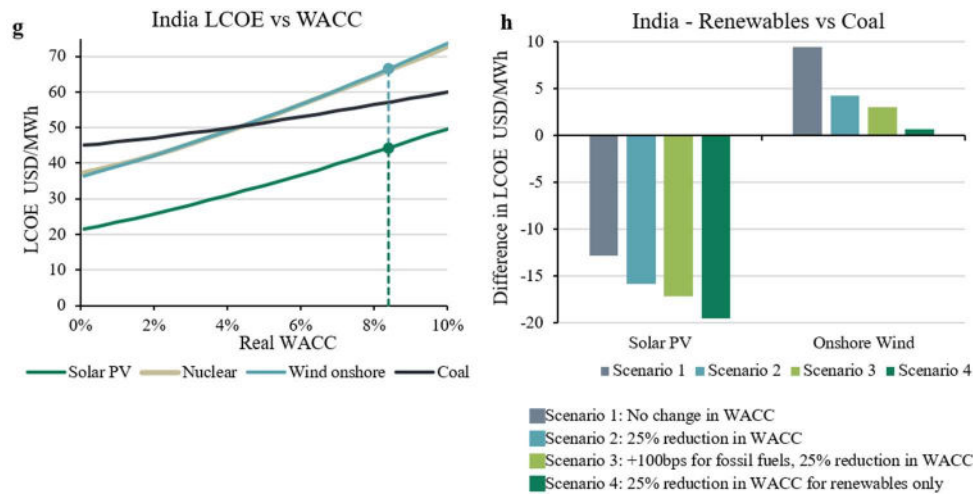 g
India LCOE vs WACC
LCOE USD/MWh
70
60
50
40
30
20
10
0
0% 2% 4% 6% 8% 10%
Real WACC
Solar PV Nuclear Wind onshore Coal
h
India - Renewables vs Coal
Difference in LCOE USD/MWh
10
5
0
-5
-10
-15
-20
Solar PV Onshore Wind
Scenario 1 Scenario 2 Scenario 3 Scenario 4
Scenario 1: No change in WACC
Scenario 2: 25% reduction in WACC
Scenario 3: +100bps for fossil fuels, 25% reduction in WACC
Scenario 4: 25% reduction in WACC for renewables only